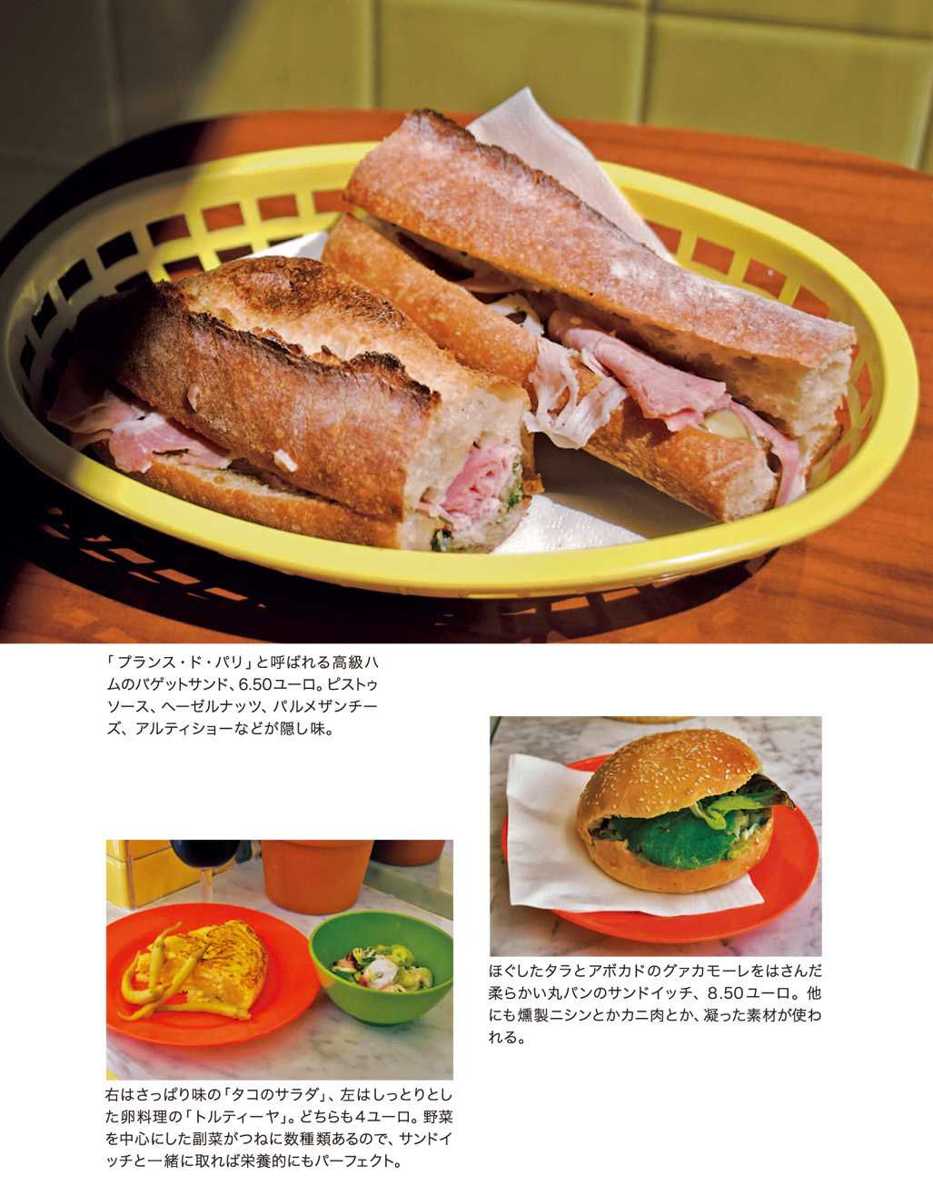 「プランス・ド・パリ」と呼ばれる高級ハ
ムのバゲットサンド、6.50ユーロ。ピストゥ
ソース、ヘーゼルナッツ、パルメザンチー
ズ、アルティショーなどが隠し味。
ほぐしたタラとアボカドのグァカモーレをはさんだ
柔らかい丸パンのサンドイッチ、8.50ユーロ。他
にも燻製ニシンとかカニ肉とか、凝った素材が使わ
れる。
右はさっぱり味の「タコのサラダ」、左はしっとりとし
た卵料理の「トルティーヤ」。どちらも4ユーロ。野菜
を中心にした副菜がつねに数種類あるので、サンドイ
ッチと一緒に取れば栄養的にもパーフェクト。